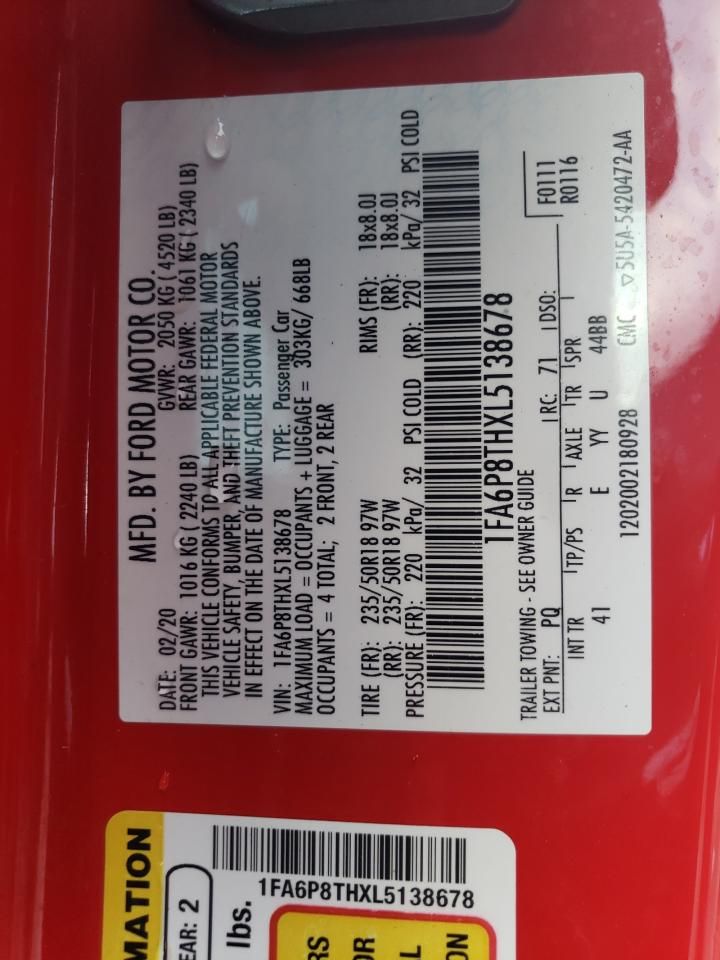 MFD. BY FORD MOTOR CO.
DATE: 02/20 GVWR: 2050 KG ( 4520 LB)
FRONT GAWR: 1016 KG ( 2240 LB) REAR GAWR: 1061 KG ( 2340 LB)
THIS VEHICLE CONFORMS TO ALL APPLICABLE FEDERAL MOTOR
VEHICLE SAFETY, BUMPER, AND THEFT PREVENTION STANDARDS
IN EFFECT ON THE DATE OF MANUFACTURE SHOWN ABOVE.
VIN: 1FA6P8THXL5138678 TYPE: Passenger Car
MAXIMUM LOAD = OCCUPANTS + LUGGAGE = 303KG/ 668LB
OCCUPANTS = 4 TOTAL; 2 FRONT, 2 REAR
TIRE (FR): 235/50R18 97W RIMS (FR): 18x8.0J
(RR): 235/50R18 97W (RR): 18x8.0J
PRESSURE (FR): 220 kPa/ 32 PSI COLD (RR): 220 kPa/ 32 PSI COLD
1FA6P8THXL5138678
TRAILER TOWING - SEE OWNER GUIDE F0111
EXT PNT: PQ RC: 71 DSO: R0116
INT TR TP/PS R AXLE TR SPR
41 E YY U 44BB
1202002180928 CMC ▽5U5A-5420472-AA
MATION
EAR: 2
lbs.
1FA6P8THXL5138678
RS
OR
L
ON